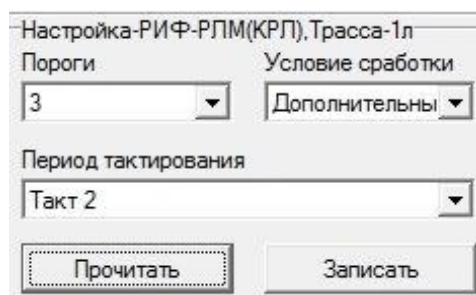 Настройка-РИФ-РЛМ(КРЛ),Трасса-1л
Пороги Условие сработки
3 Дополнительны
Период тактирования
Такт 2
Прочитать Записать